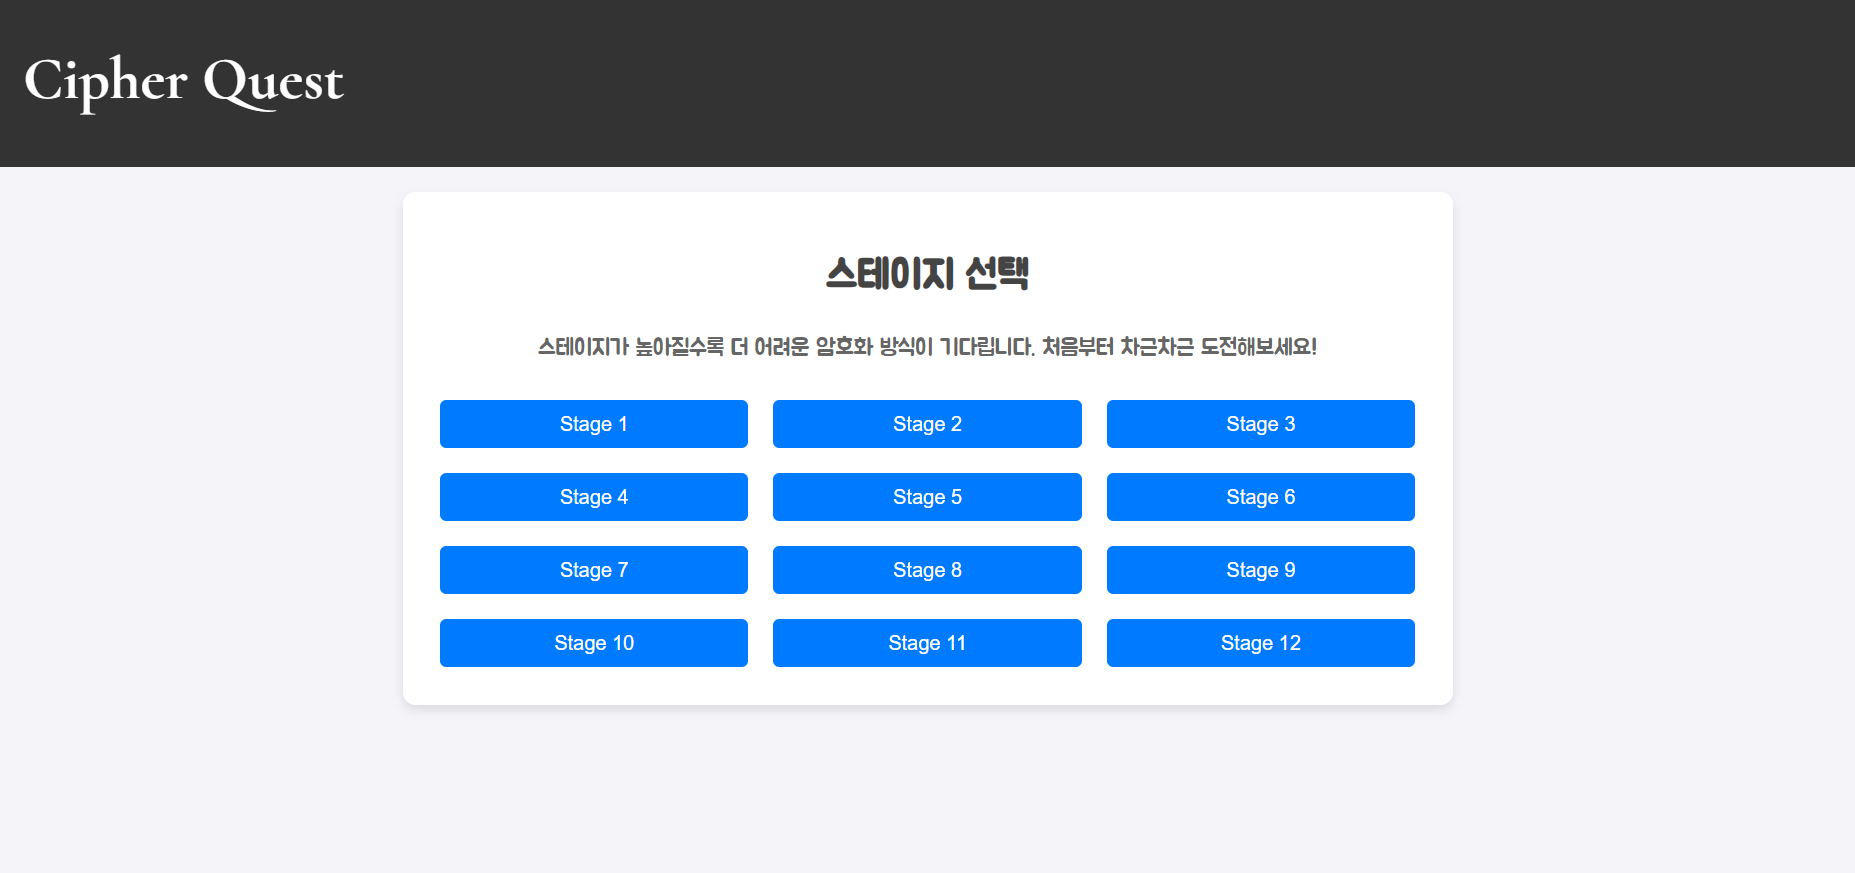 Cipher Quest
스테이지 선택
스테이지가 높아질수록 더 어려운 암호화 방식이 기다립니다. 처음부터 차근차근 도전해보세요!
Stage 1
Stage 2
Stage 3
Stage 4
Stage 5
Stage 6
Stage 7
Stage 8
Stage 9
Stage 10
Stage 11
Stage 12